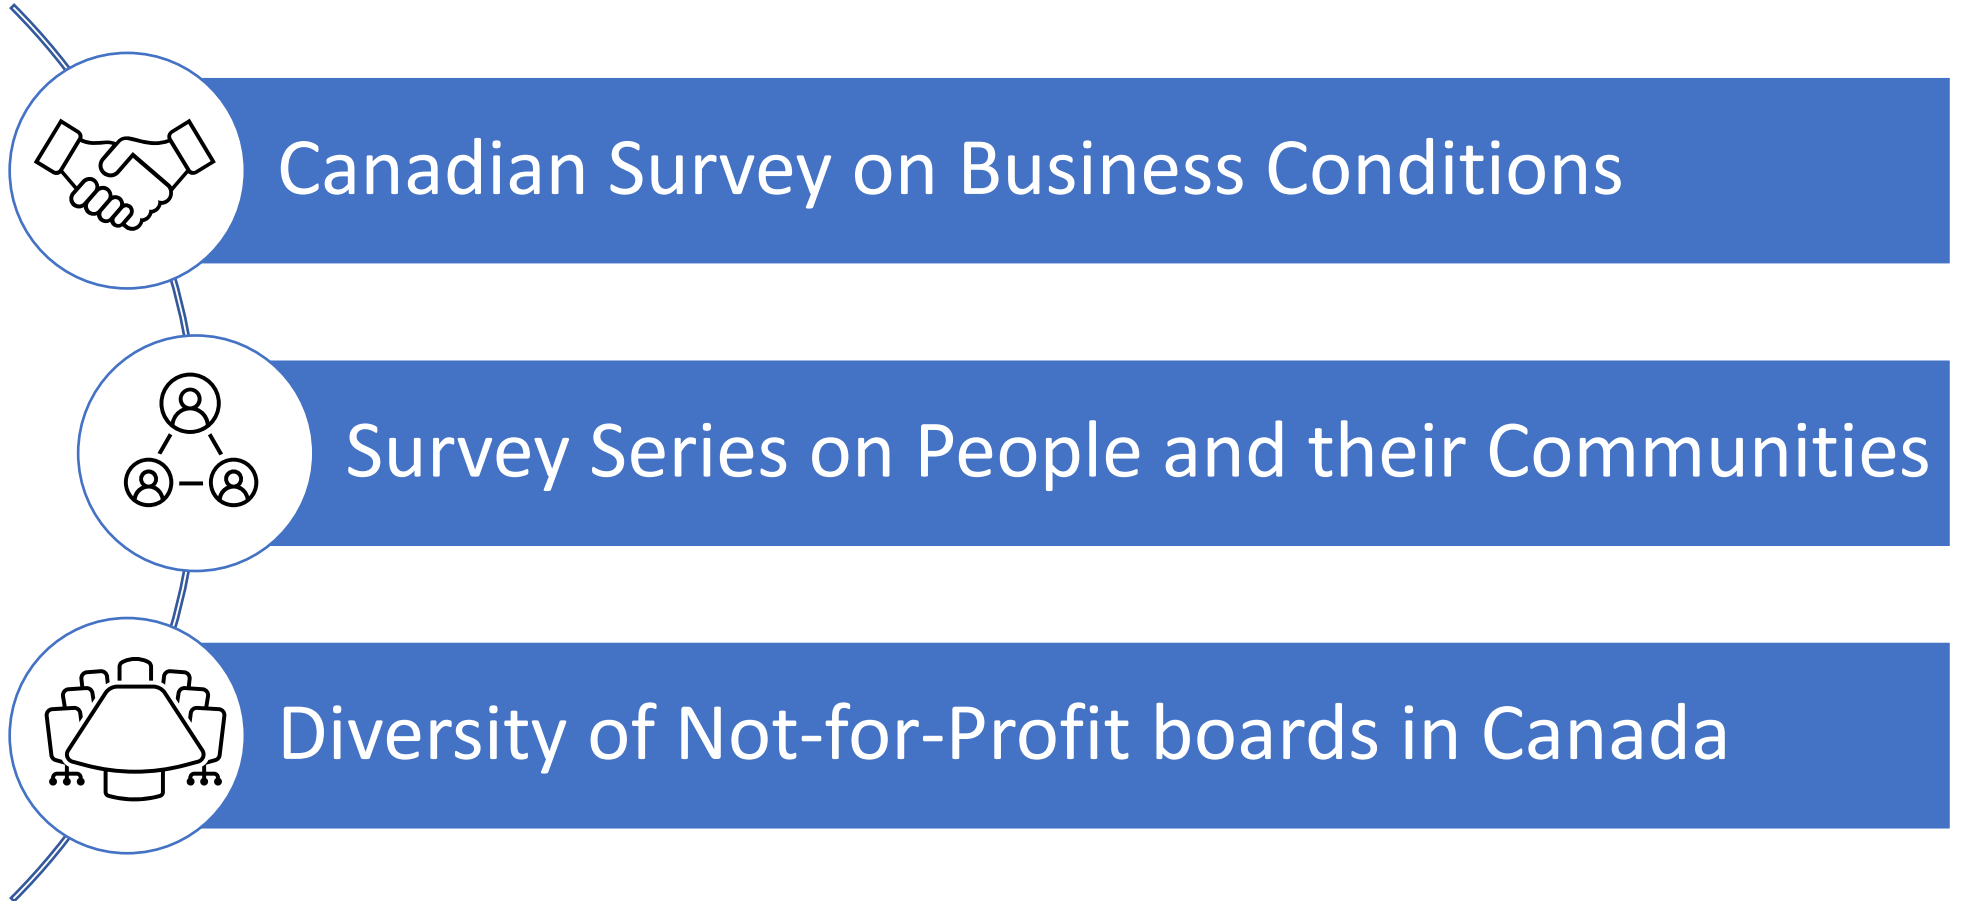 Canadian Survey on Business Conditions
Survey Series on People and their Communities
Diversity of Not-for-Profit boards in Canada